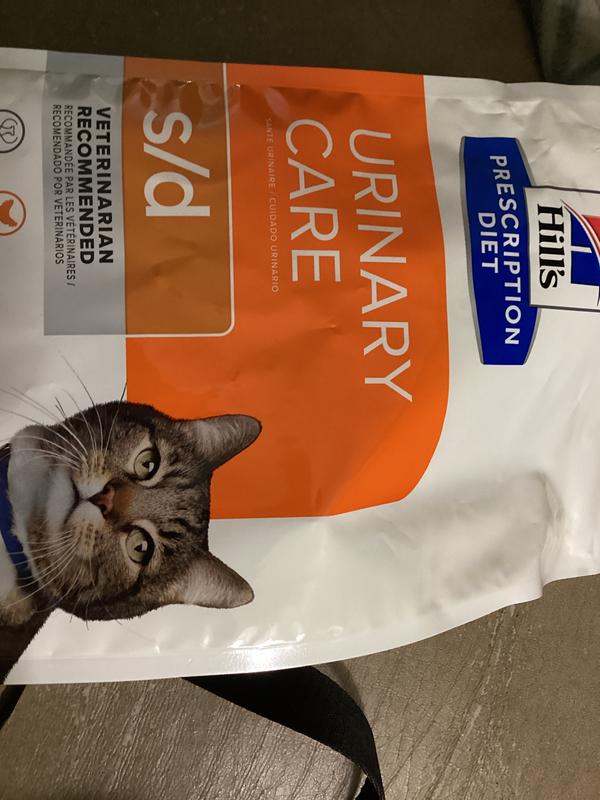 Hill's
PRESCRIPTION
DIET
URINARY
CARE
SANTÉ URINAIRE / CUIDADO URINARIO
s/d
VETERINARIAN
RECOMMENDED
RECOMMANDÉE PAR LES VÉTÉRINAIRES /
RECOMENDADO POR VETERINARIOS